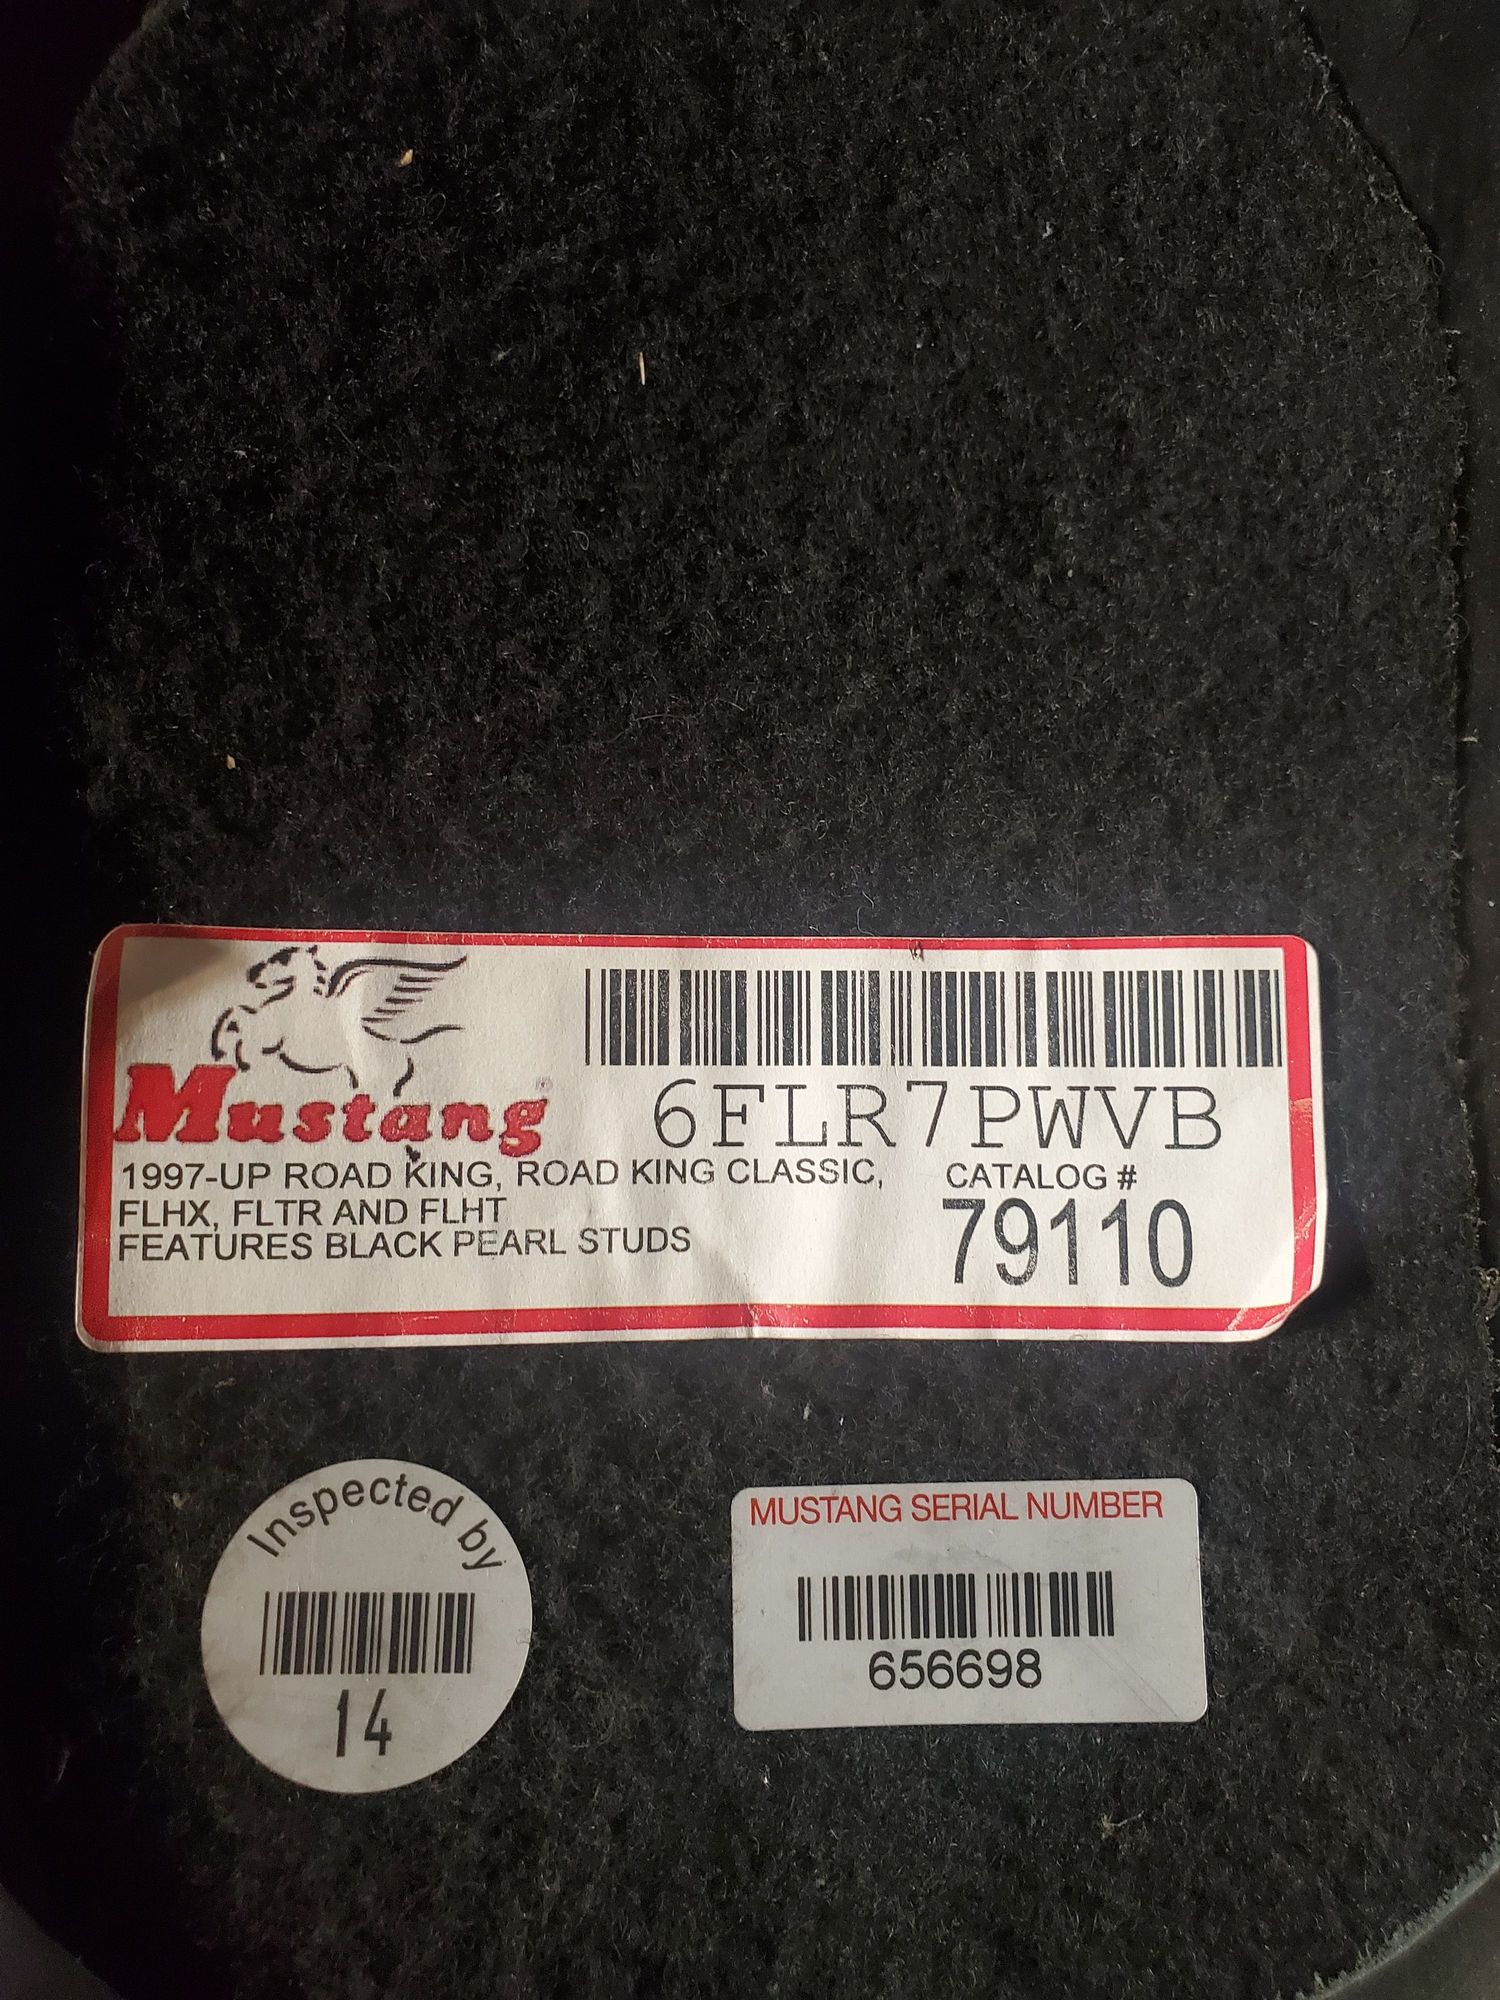 Mustang®
6FLR7PWVB
1997-UP ROAD KING, ROAD KING CLASSIC,
FLHX, FLTR AND FLHT
FEATURES BLACK PEARL STUDS
CATALOG #
79110
Inspected by
14
MUSTANG SERIAL NUMBER
656698